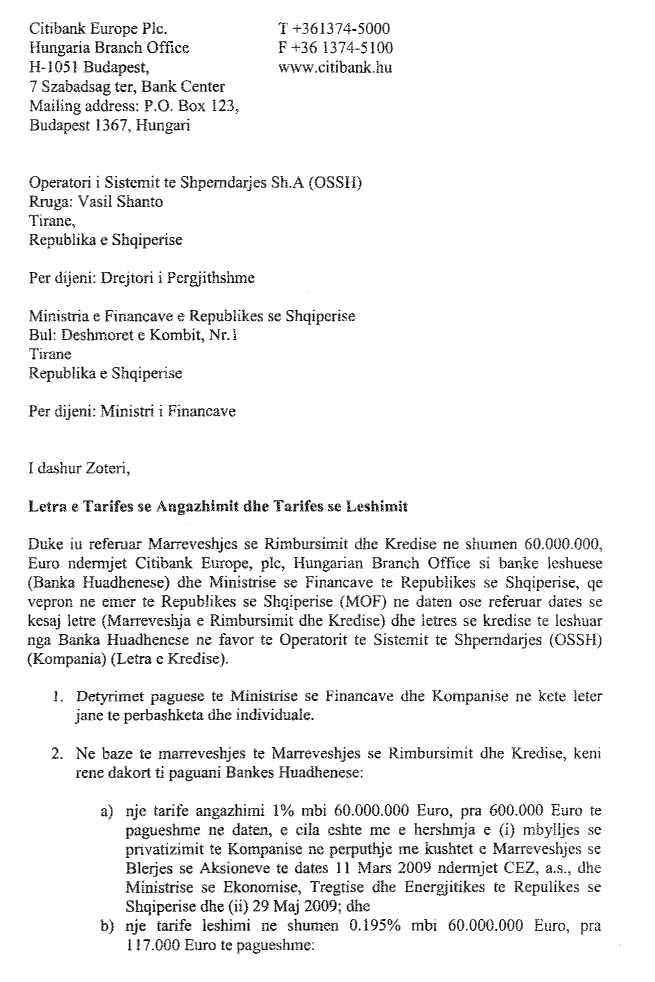 Citibank Europe Plc.
T +361374-5000
Hungaria Branch Office
F +36 1374-5100
H-1051 Budapest,
www.citibank.hu
7 Szabadsag ter, Bank Center
Mailing address: P.O. Box 123,
Budapest 1367, Hungari
Operatori i Sistemit te Shperndarjes Sh.A (OSSH)
Rruga: Vasil Shanto
Tirane,
Republika e Shqiperise
Per dijeni: Drejtori i Pergjithshme
Ministria e Financave e Republikes se Shqiperise
Bul: Deshmoret e Kombit, Nr.1
Tirane
Republika e Shqiperise
Per dijeni: Ministri i Financave
I dashur Zoteri,
Letra e Tarifes se Angazhimit dhe Tarifes se Leshimit
Duke iu referuar Marreveshjes se Rimbursimit dhe Kredise ne shumen 60.000.000,
Euro ndermjet Citibank Europe, plc, Hungarian Branch Office si banke leshuese
(Banka Huadhenese) dhe Ministrise se Financave te Republikes se Shqiperise, qe
vepron ne emer te Republikes se Shqiperise (MOF) ne daten ose referuar dates se
kesaj letre (Marreveshja e Rimbursimit dhe Kredise) dhe letres se kredise te leshuar
nga Banka Huadhenese ne favor te Operatorit te Sistemit te Shperndarjes (OSSH)
(Kompania) (Letra e Kredise).
1. Detyrimet paguese te Ministrise se Financave dhe Kompanise ne kete leter
jane te perbashketa dhe individuale.
2. Ne baze te marreveshjes te Marreveshjes se Rimbursimit dhe Kredise, keni
rene dakort ti paguani Bankes Huadhenese:
a) nje tarife angazhimi 1% mbi 60.000.000 Euro, pra 600.000 Euro te
pagueshme ne daten, e cila eshte me e hershmja e (i) mbylljes se
privatizimit te Kompanise ne perputhje me kushtet e Marreveshjes se
Blerjes se Aksioneve te dates 11 Mars 2009 ndermjet CEZ, a.s., dhe
Ministrise se Ekonomise, Tregtise dhe Energjitikes te Repulikes se
Shqiperise dhe (ii) 29 Maj 2009; dhe
b) nje tarife leshimi ne shumen 0.195% mbi 60.000.000 Euro, pra
117.000 Euro te pagueshme: